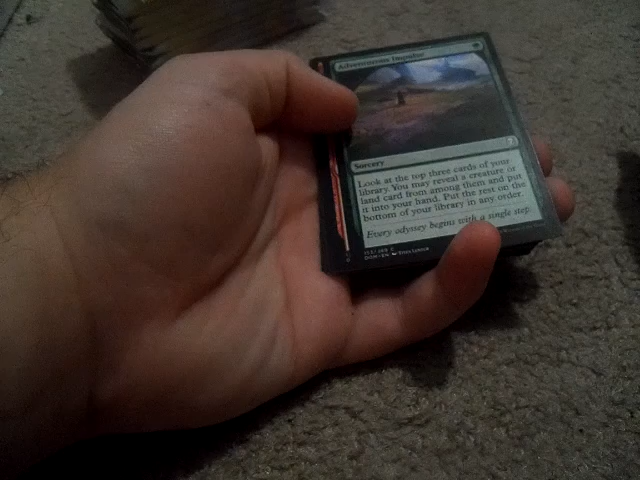 Adventurous Impulse
Sorcery
Look at the top three cards of your
library. You may reveal a creature or
land card from among them and put
it into your hand. Put the rest on the
bottom of your library in any order.
Every odyssey begins with a single step.